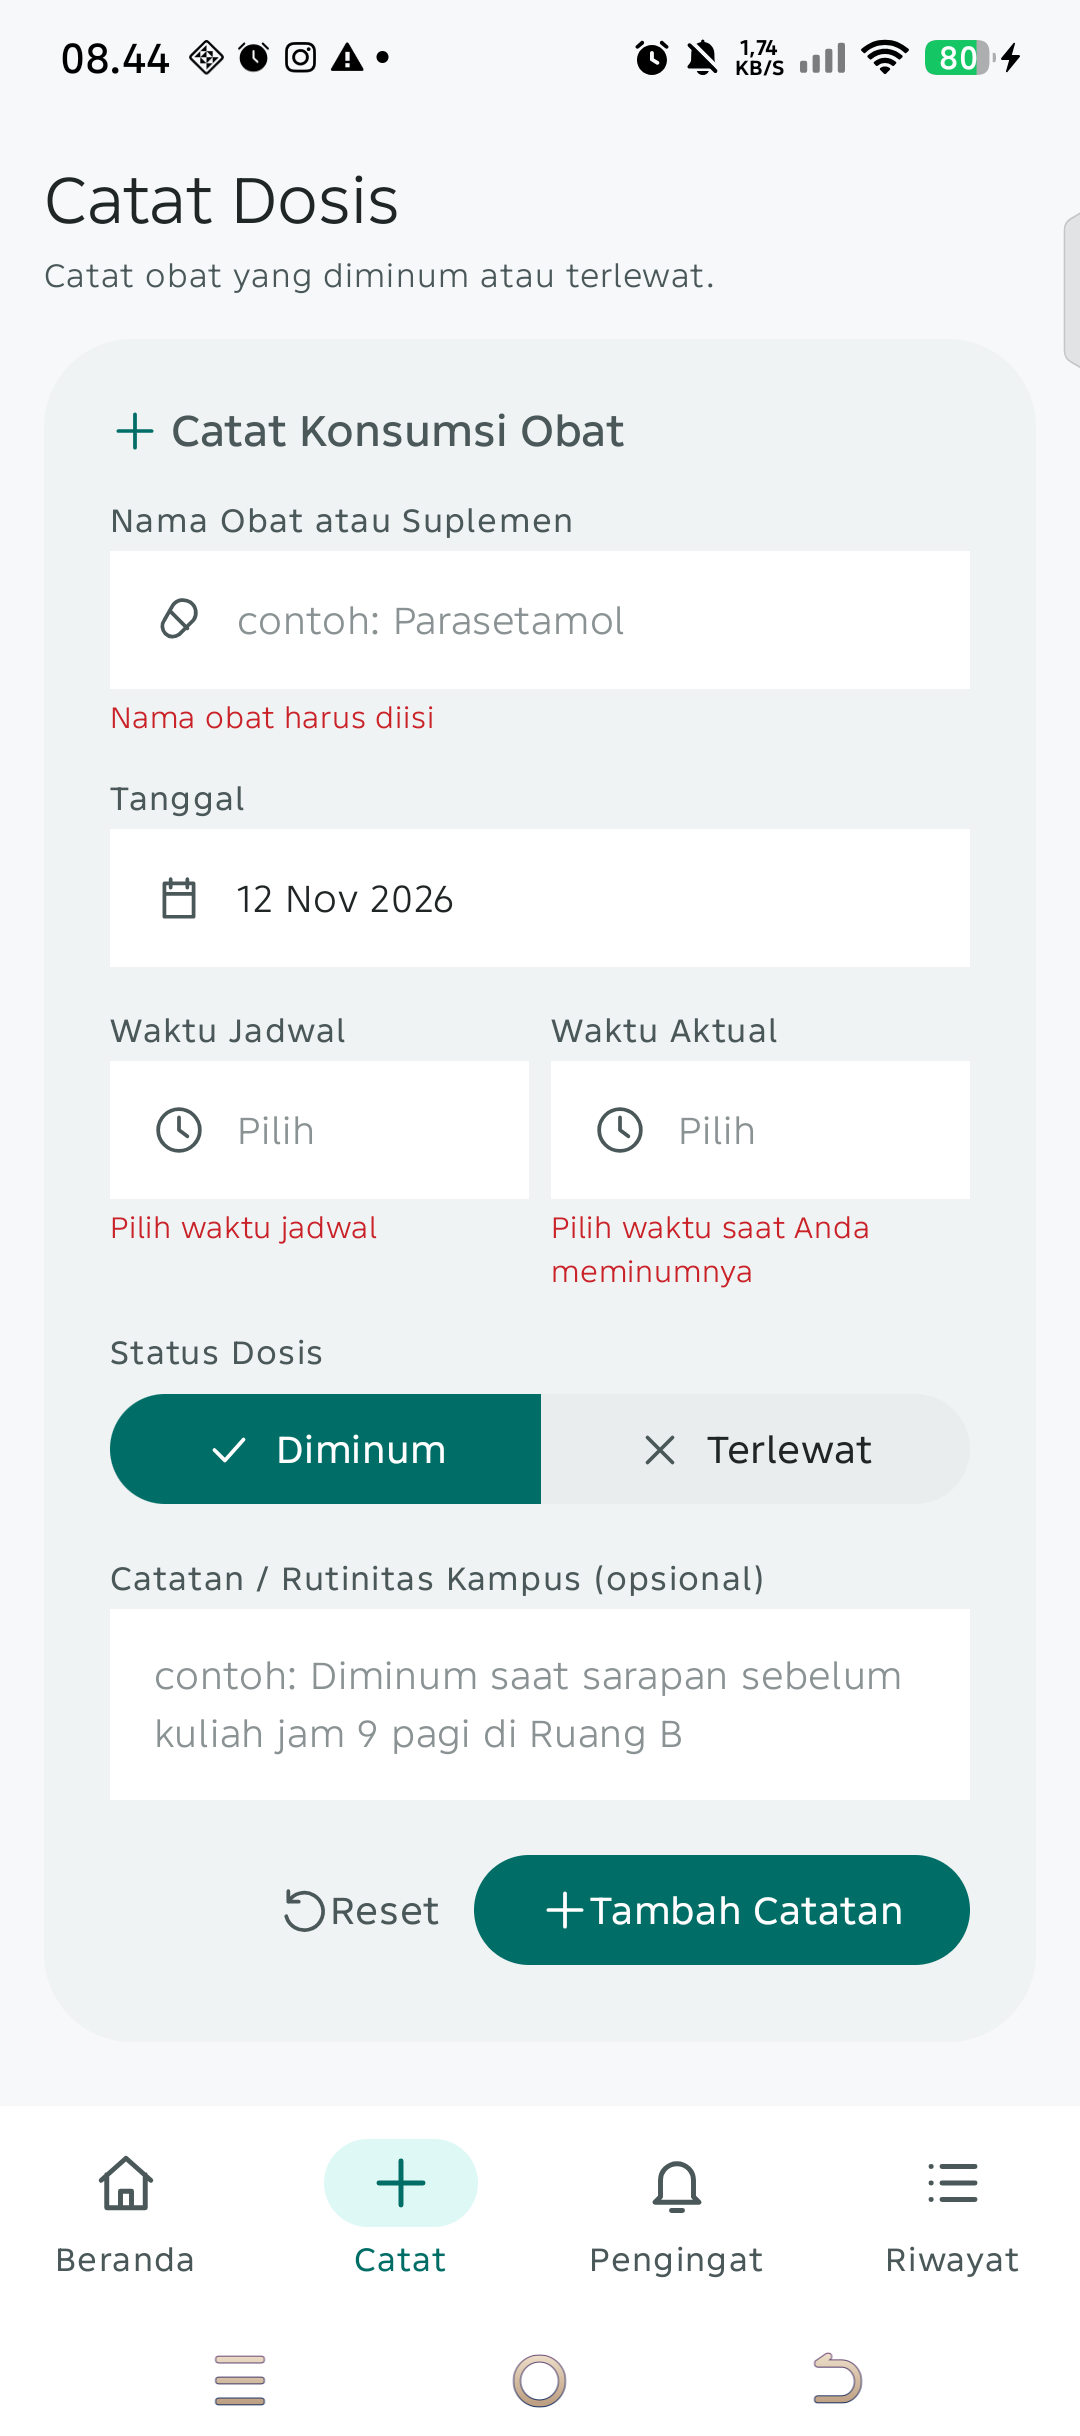 08.44
1,74
KB/S
80
Catat Dosis
Catat obat yang diminum atau terlewat.
Catat Konsumsi Obat
Nama Obat atau Suplemen
contoh: Parasetamol
Nama obat harus diisi
Tanggal
12 Nov 2026
Waktu Jadwal
Waktu Aktual
Pilih
Pilih
Pilih waktu jadwal
Pilih waktu saat Anda
meminumnya
Status Dosis
Diminum
Terlewat
Catatan / Rutinitas Kampus (opsional)
contoh: Diminum saat sarapan sebelum
kuliah jam 9 pagi di Ruang B
Reset
Tambah Catatan
Beranda
Catat
Pengingat
Riwayat